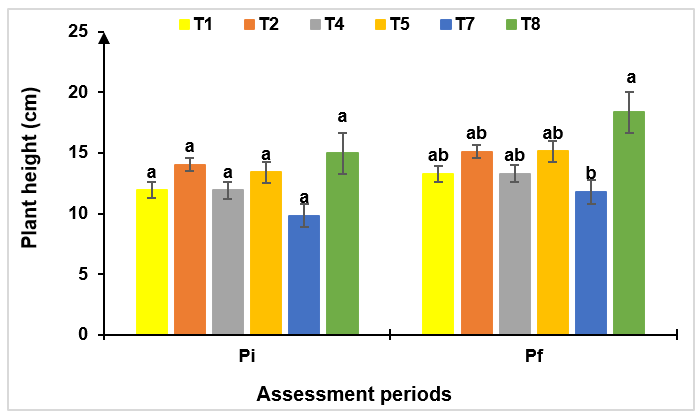 T1 T2 T4 T5 T7 T8
25
20
15
10
5
0
Plant height (cm)
a a a a a a
ab ab ab ab b a
Pi Pf
Assessment periods